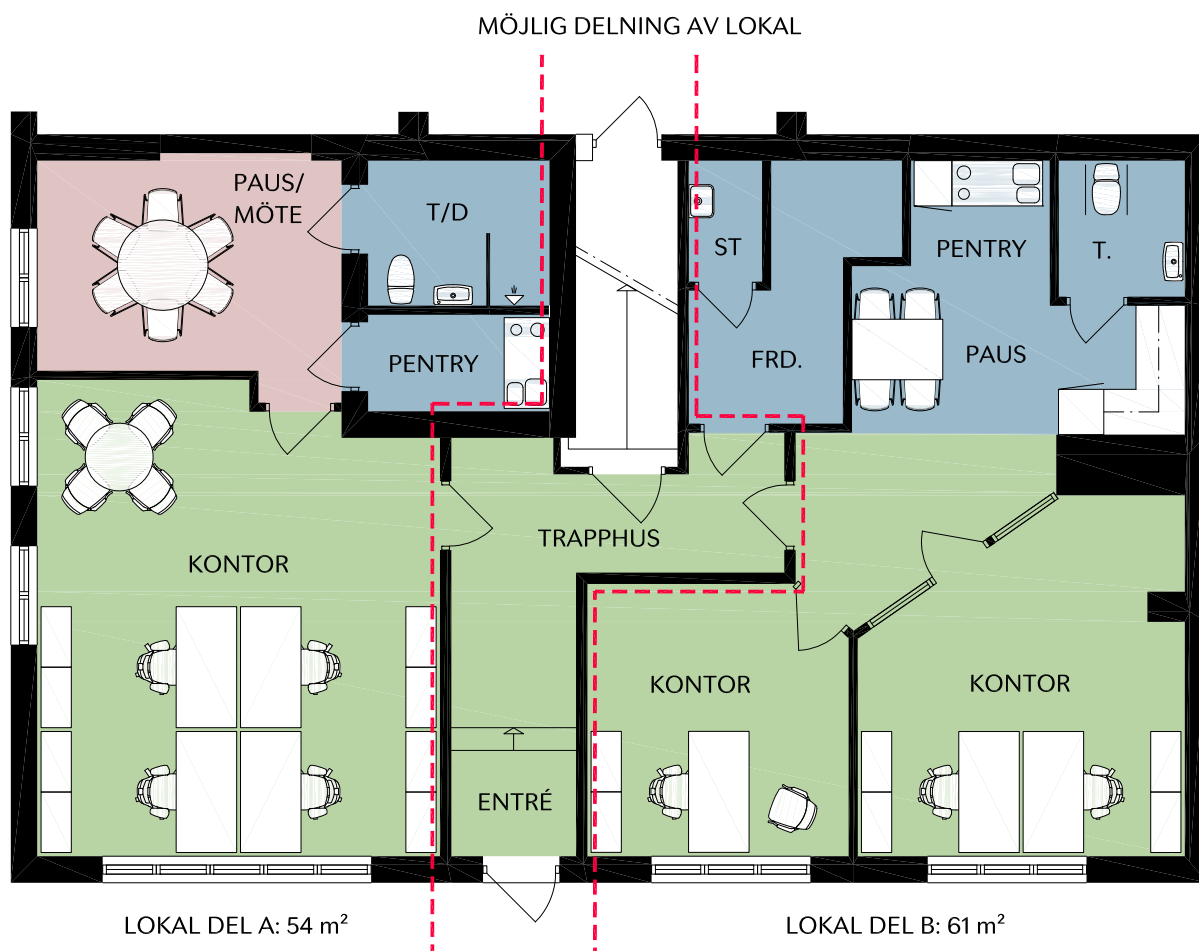 MÖJLIG DELNING AV LOKAL
PAUS/
MÖTE
T/D
ST
PENTRY
T.
PENTRY
FRD.
PAUS
KONTOR
TRAPPHUS
KONTOR
KONTOR
ENTRÉ
LOKAL DEL A: 54 m²
LOKAL DEL B: 61 m²